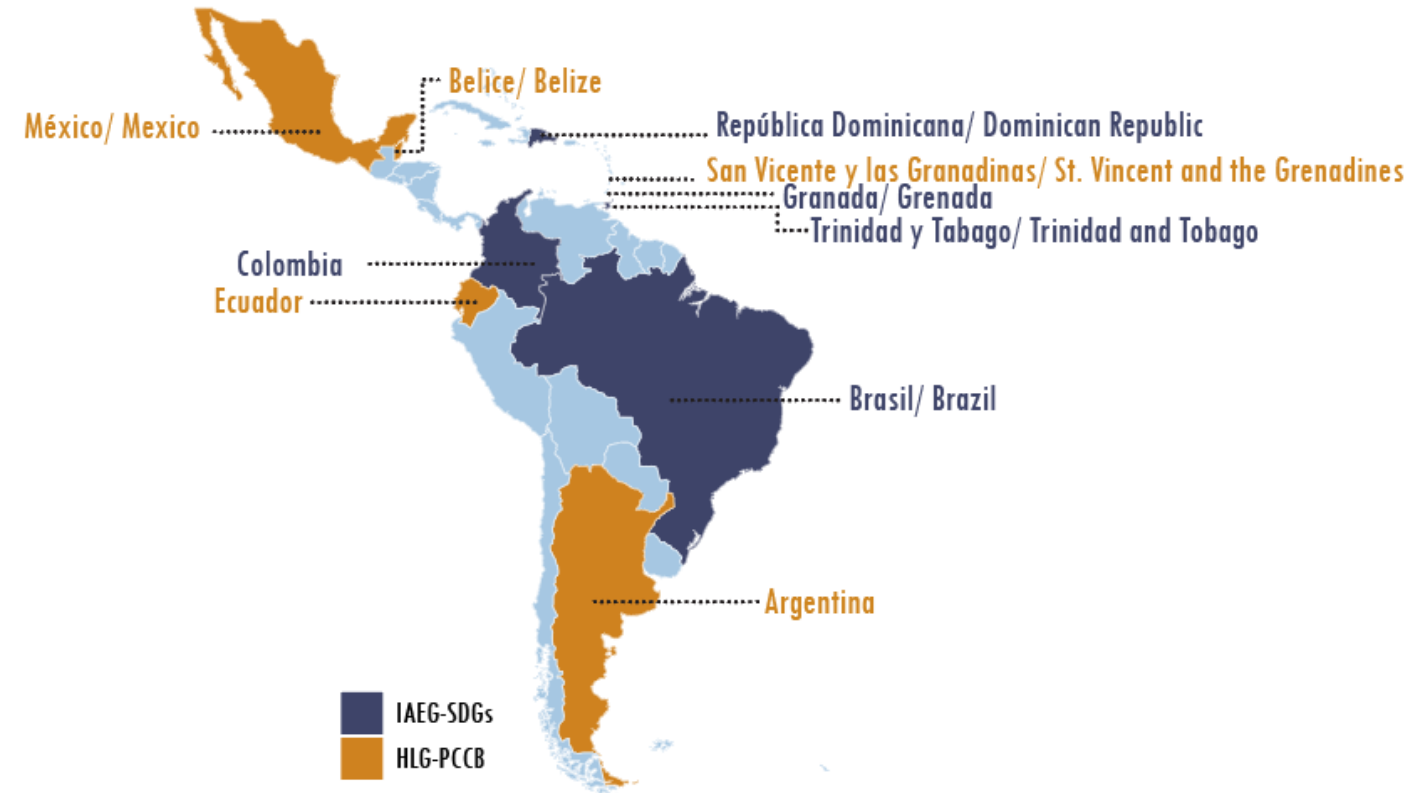 Belice/ Belize
México/ Mexico
República Dominicana/ Dominican Republic
San Vicente y las Granadinas/ St. Vincent and the Grenadines
Granada/ Grenada
Trinidad y Tabago/ Trinidad and Tobago
Colombia
Ecuador
Brasil/ Brazil
Argentina
IAEG-SDGs
HLG-PCCB